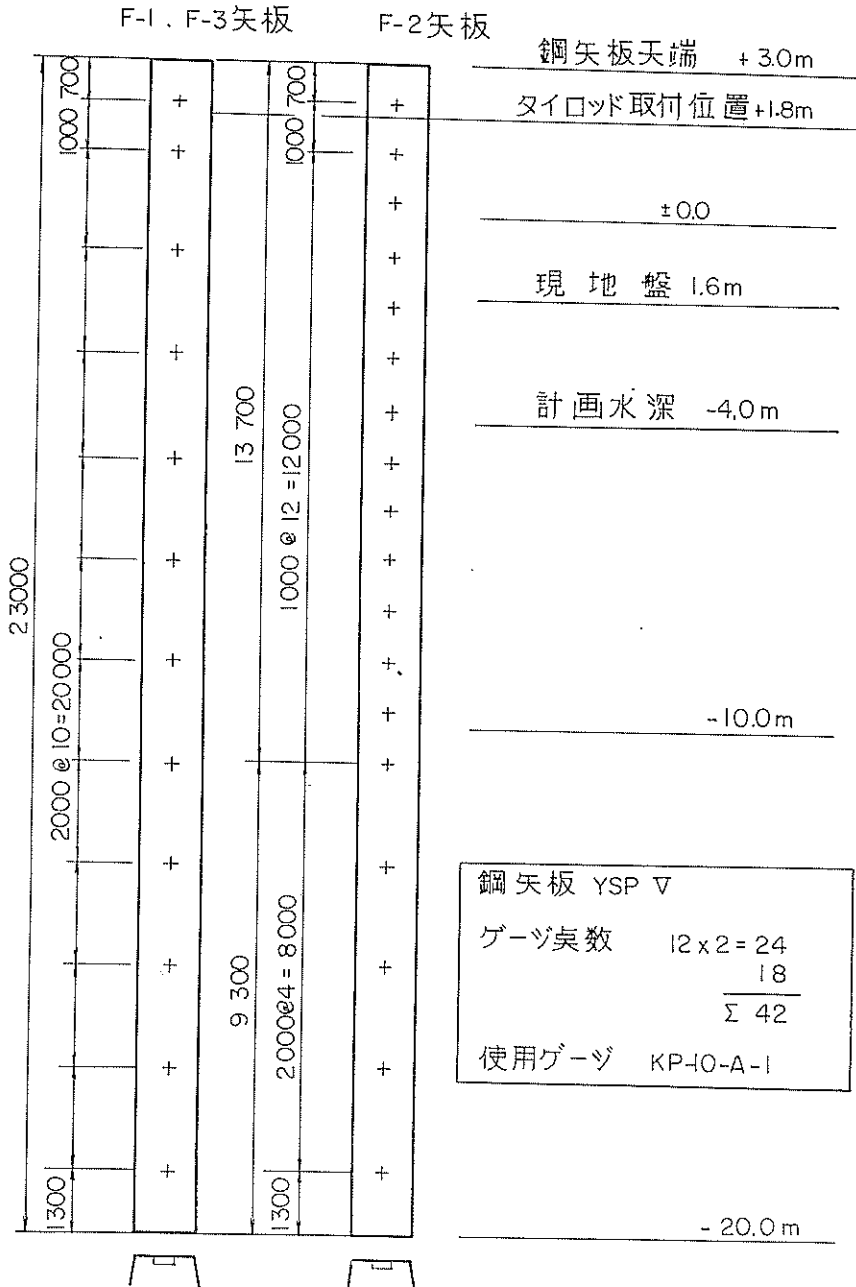 F-1、F-3矢板
F-2矢板
鋼矢板天端 +3.0m
タイロッド取付位置+1.8m
±0.0
現地盤 1.6m
計画水深 -4.0m
-10.0m
-20.0m
700
1000
2000@10=20000
1300
23000
13700
9300
700
1000
1000@12=12000
2000@4=8000
1300
鋼矢板 YSP V
ゲージ点数 12×2=24
18
Σ 42
使用ゲージ KP-10-A-1